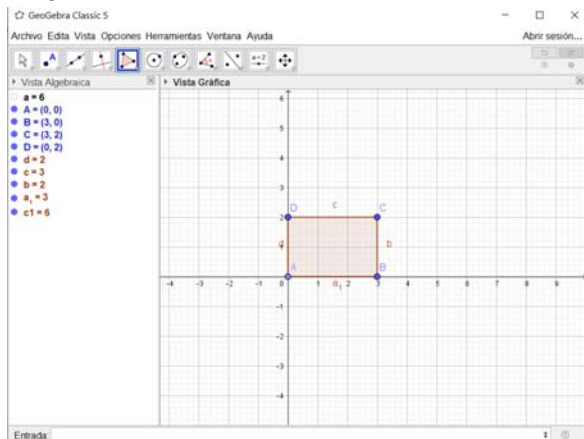 GeoGebra Classic 5
Archivo Edita Vista Opciones Herramientas Ventana Ayuda Abrir sesión...
a=2
Vista Algebraica
Vista Gráfica
a = 6
A = (0, 0)
B = (3, 0)
C = (3, 2)
D = (0, 2)
d = 2
c = 3
b = 2
a₁ = 3
c1 = 6
6
5
4
3
D c C
2
d 1 b
A B
-4 -3 -2 -1 0 1 2 3 4 5 6 7 8 9
a₁
-1
-2
-3
-4
Entrada: